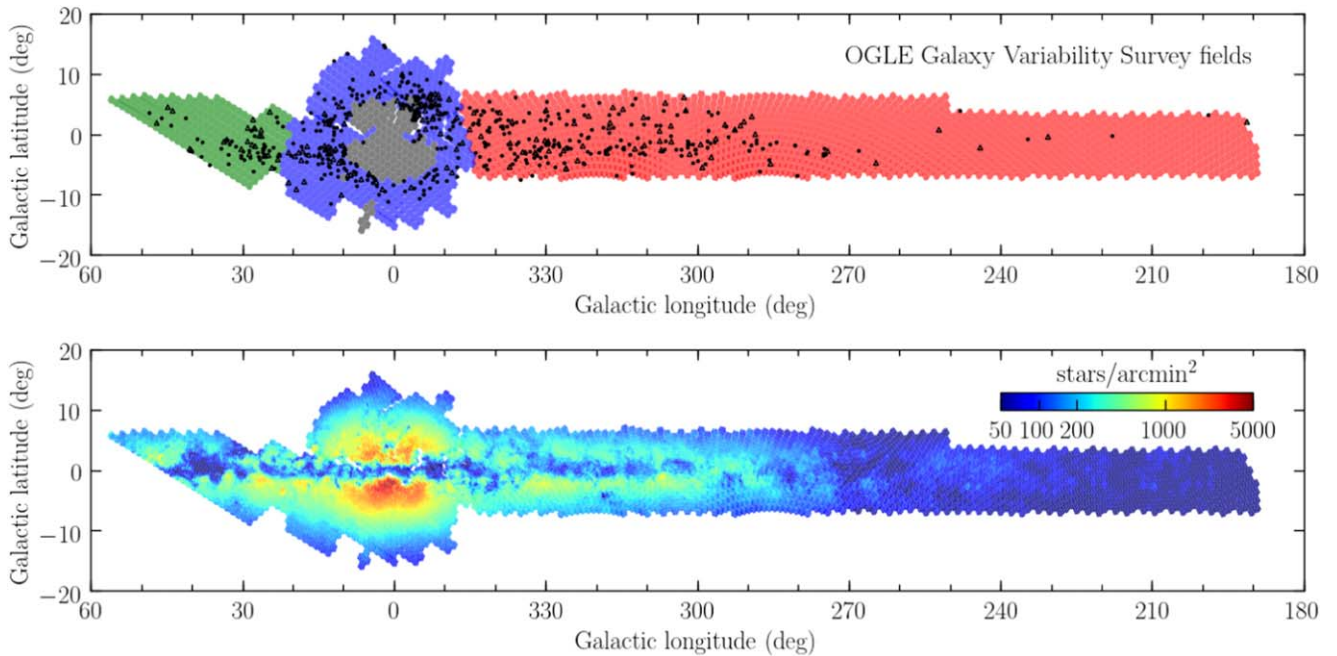 20
10
0
−10
−20
Galactic latitude (deg)
OGLE Galaxy Variability Survey fields
60 30 0 330 300 270 240 210 180
Galactic longitude (deg)
20
10
0
−10
−20
Galactic latitude (deg)
stars/arcmin²
50 100 200 1000 5000
60 30 0 330 300 270 240 210 180
Galactic longitude (deg)